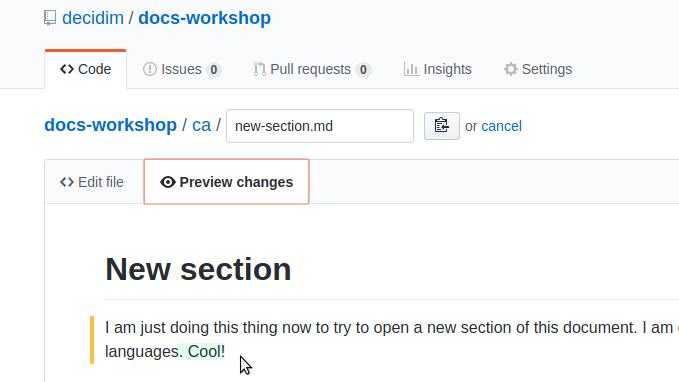 decidim / docs-workshop
Code Issues 0 Pull requests 0 Insights Settings
docs-workshop / ca / new-section.md or cancel
Edit file Preview changes
New section
I am just doing this thing now to try to open a new section of this document. I am
languages. Cool!